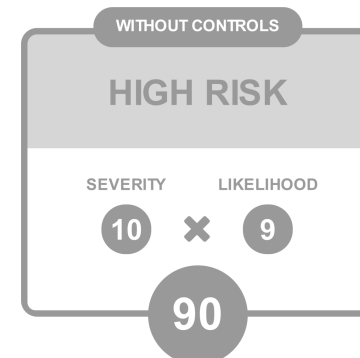 WITHOUT CONTROLS
HIGH RISK
SEVERITY LIKELIHOOD
10 × 9
90